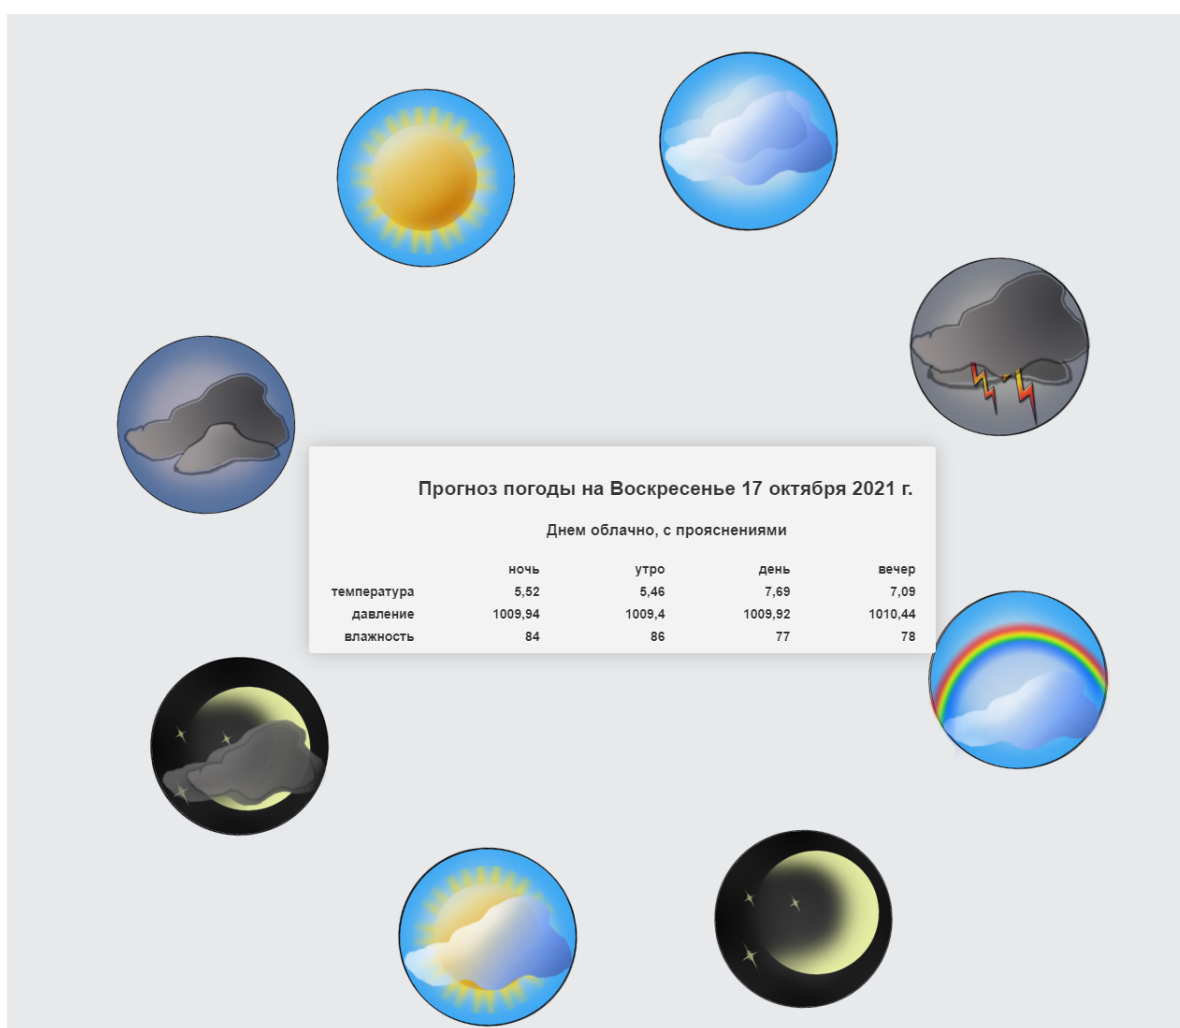 Прогноз погоды на Воскресенье 17 октября 2021 г.
Днем облачно, с прояснениями
ночь утро день вечер
температура 5,52 5,46 7,69 7,09
давление 1009,94 1009,4 1009,92 1010,44
влажность 84 86 77 78